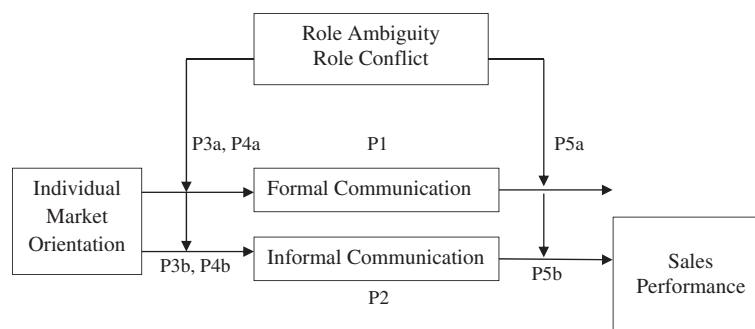 Role Ambiguity
Role Conflict
P3a, P4a
P1
P5a
Individual
Market
Orientation
Formal Communication
Informal Communication
P3b, P4b
P5b
P2
Sales
Performance